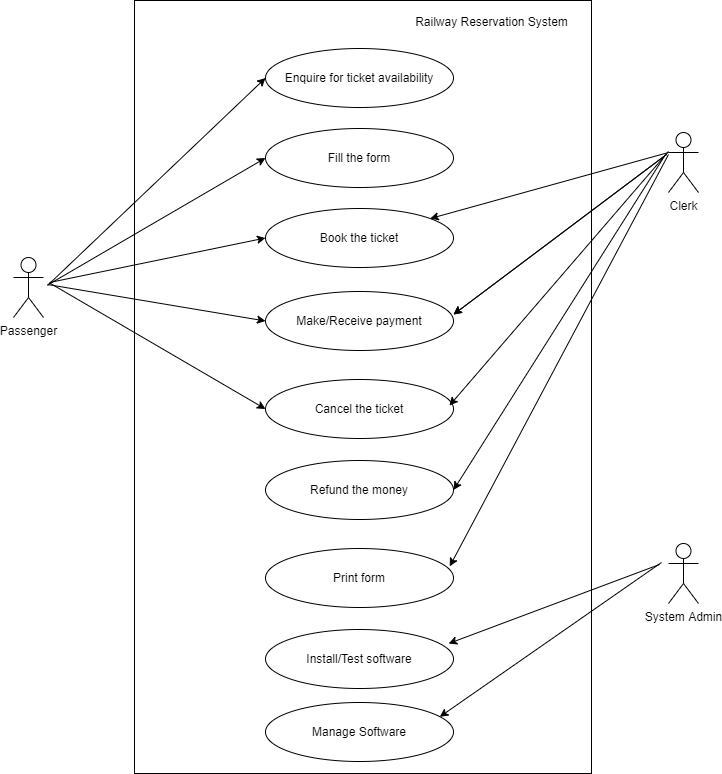 Railway Reservation System
Enquire for ticket availability
Fill the form
Clerk
Book the ticket
Passenger
Make/Receive payment
Cancel the ticket
Refund the money
Print form
System Admin
Install/Test software
Manage Software